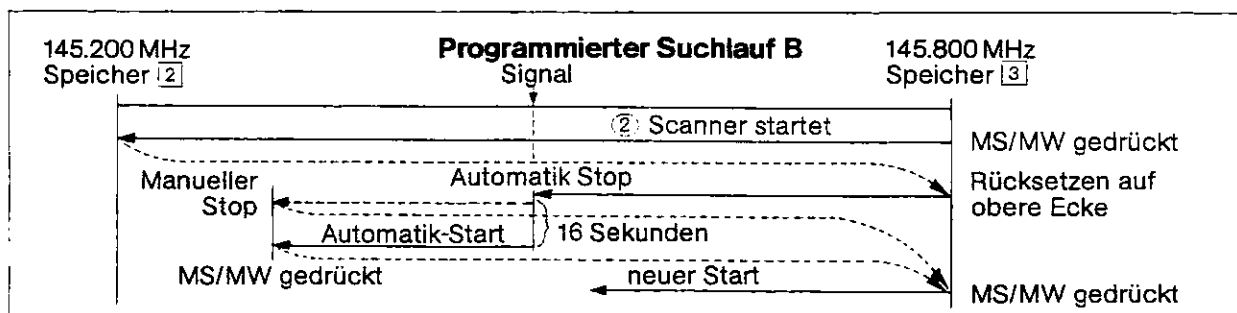 145.200 MHz
Speicher 2
Programmierter Suchlauf B
Signal
145.800 MHz
Speicher 3
② Scanner startet
MS/MW gedrückt
Manueller
Stop
Automatik Stop
Rücksetzen auf
obere Ecke
Automatik-Start
16 Sekunden
MS/MW gedrückt
neuer Start
MS/MW gedrückt